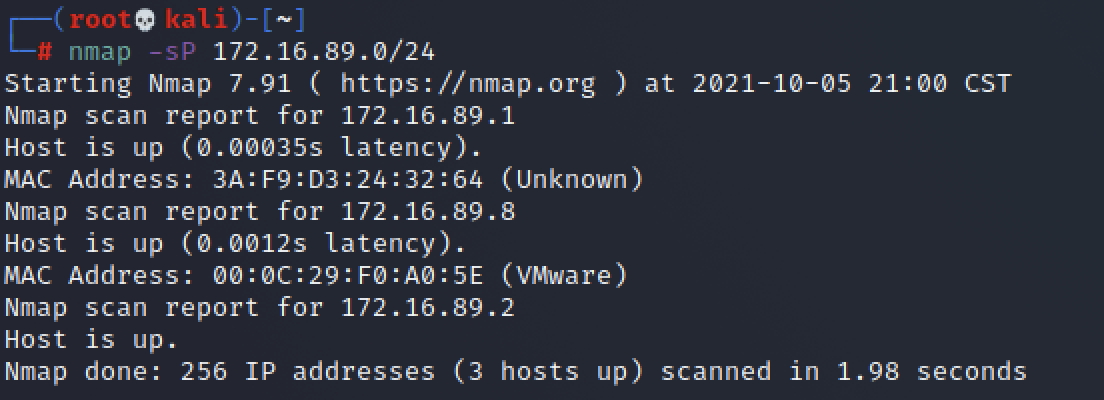 ┌──(root💀kali)-[~]
└─# nmap -sP 172.16.89.0/24
Starting Nmap 7.91 ( https://nmap.org ) at 2021-10-05 21:00 CST
Nmap scan report for 172.16.89.1
Host is up (0.00035s latency).
MAC Address: 3A:F9:D3:24:32:64 (Unknown)
Nmap scan report for 172.16.89.8
Host is up (0.0012s latency).
MAC Address: 00:0C:29:F0:A0:5E (VMware)
Nmap scan report for 172.16.89.2
Host is up.
Nmap done: 256 IP addresses (3 hosts up) scanned in 1.98 seconds